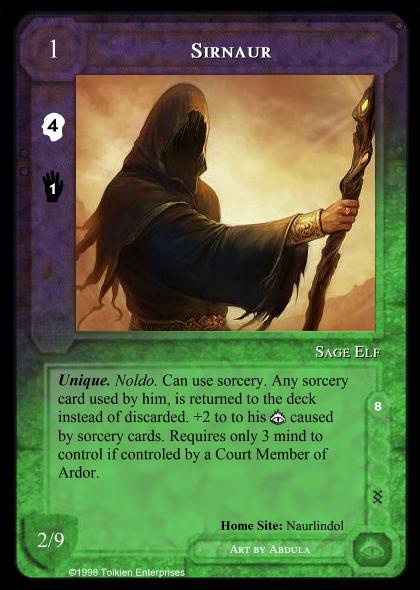 1
SIRNAUR
4
1
SAGE ELF
Unique. Noldo. Can use sorcery. Any sorcery
card used by him, is returned to the deck
instead of discarded. +2 to to his caused
by sorcery cards. Requires only 3 mind to
control if controled by a Court Member of
Ardor.
8
Home Site: Naurlindol
2/9
ART BY ABDULA
©1998 Tolkien Enterprises